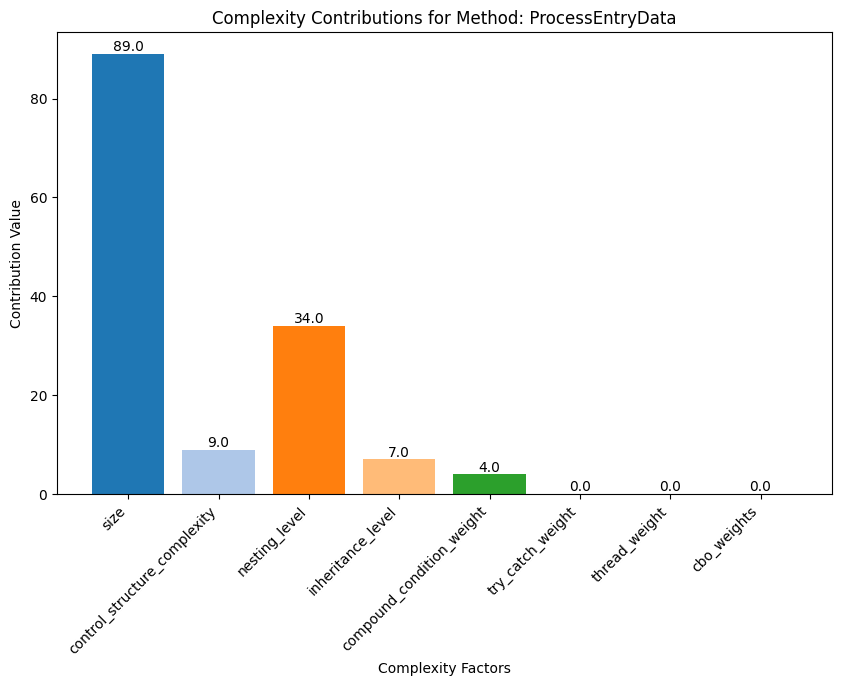 Complexity Contributions for Method: ProcessEntryData
Contribution Value
80
60
40
20
0
89.0
9.0
34.0
7.0
4.0
0.0
0.0
0.0
size
control_structure_complexity
nesting_level
inheritance_level
compound_condition_weight
try_catch_weight
thread_weight
cbo_weights
Complexity Factors